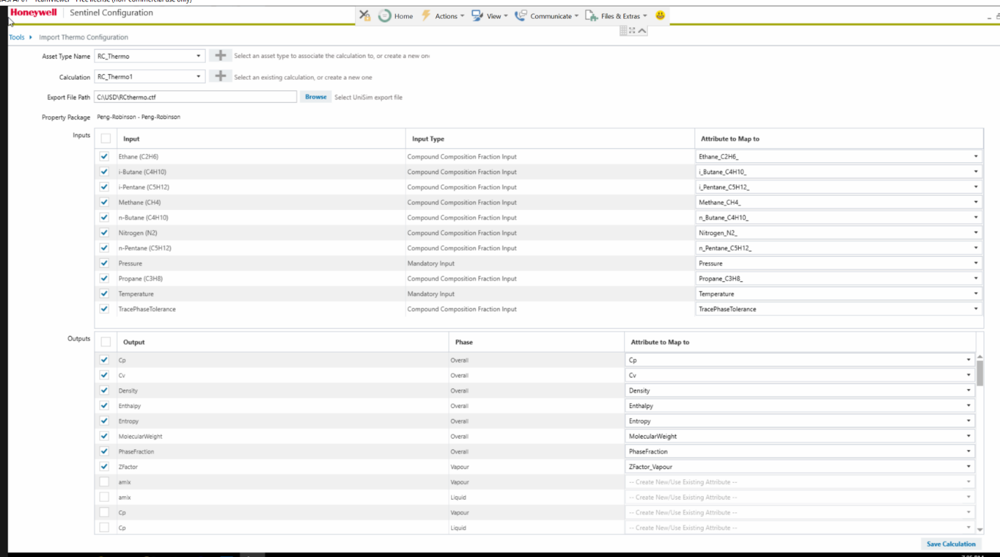 TeamViewer - Free license (non-commercial use only)
Honeywell Sentinel Configuration
Home Actions View Communicate Files & Extras
Tools Import Thermo Configuration
Asset Type Name RC_Thermo Select an asset type to associate the calculation to, or create a new one
Calculation RC_Thermo1 Select an existing calculation, or create a new one
Export File Path C:\USD\RCthermo.ctf Browse Select UniSim export file
Property Package Peng-Robinson - Peng-Robinson
Inputs
Input Input Type Attribute to Map to
Ethane (C2H6) Compound Composition Fraction Input Ethane_C2H6_
i-Butane (C4H10) Compound Composition Fraction Input i_Butane_C4H10_
i-Pentane (C5H12) Compound Composition Fraction Input i_Pentane_C5H12_
Methane (CH4) Compound Composition Fraction Input Methane_CH4_
n-Butane (C4H10) Compound Composition Fraction Input n_Butane_C4H10_
Nitrogen (N2) Compound Composition Fraction Input Nitrogen_N2_
n-Pentane (C5H12) Compound Composition Fraction Input n_Pentane_C5H12_
Pressure Mandatory Input Pressure
Propane (C3H8) Compound Composition Fraction Input Propane_C3H8_
Temperature Mandatory Input Temperature
TracePhaseTolerance Compound Composition Fraction Input TracePhaseTolerance
Outputs
Output Phase Attribute to Map to
Cp Overall Cp
Cv Overall Cv
Density Overall Density
Enthalpy Overall Enthalpy
Entropy Overall Entropy
MolecularWeight Overall MolecularWeight
PhaseFraction Overall PhaseFraction
ZFactor Vapour ZFactor_Vapour
amix Vapour -- Create New/Use Existing Attribute --
amix Liquid -- Create New/Use Existing Attribute --
Cp Vapour -- Create New/Use Existing Attribute --
Cp Liquid -- Create New/Use Existing Attribute --
Save Calculation